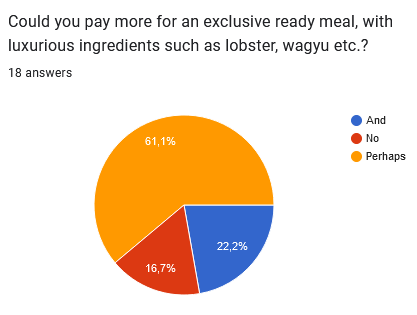 Could you pay more for an exclusive ready meal, with
luxurious ingredients such as lobster, wagyu etc.?
18 answers
And
No
Perhaps
61,1%
22,2%
16,7%